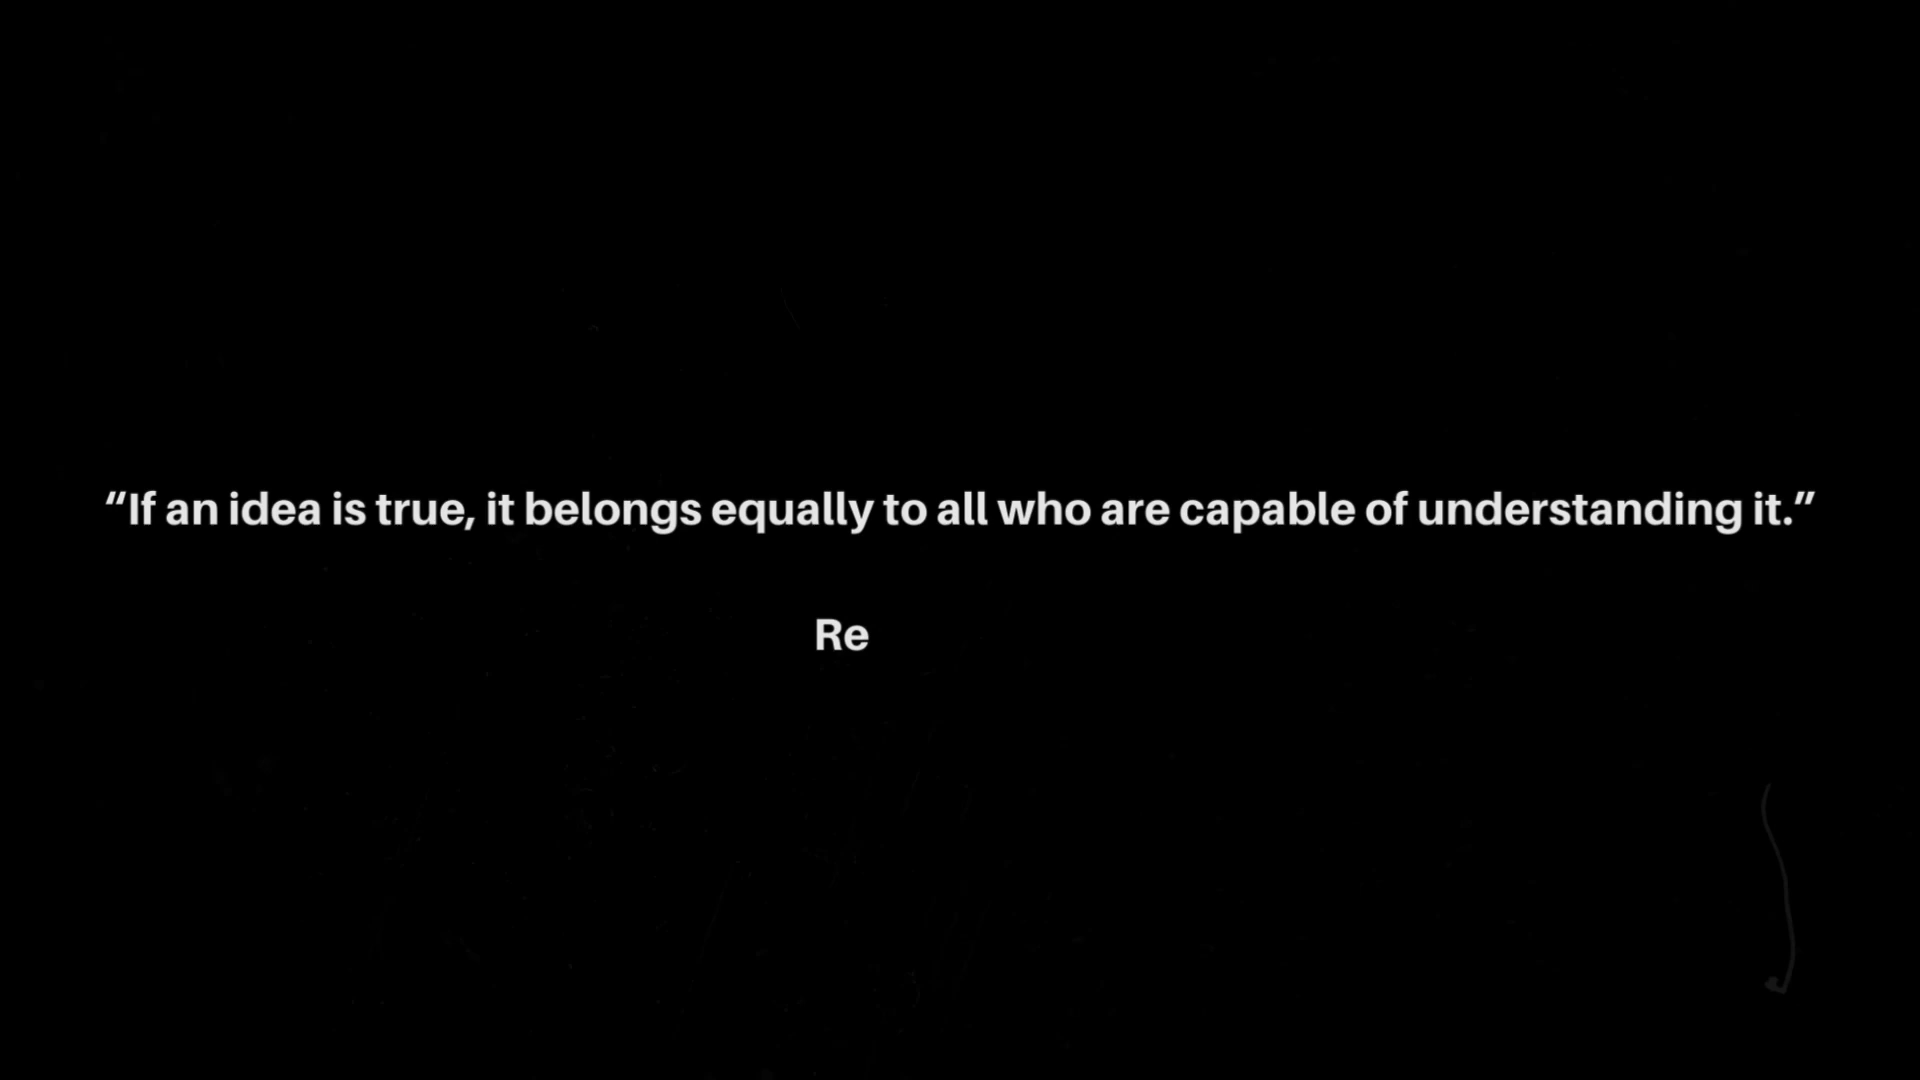 “If an idea is true, it belongs equally to all who are capable of understanding it.”
Re